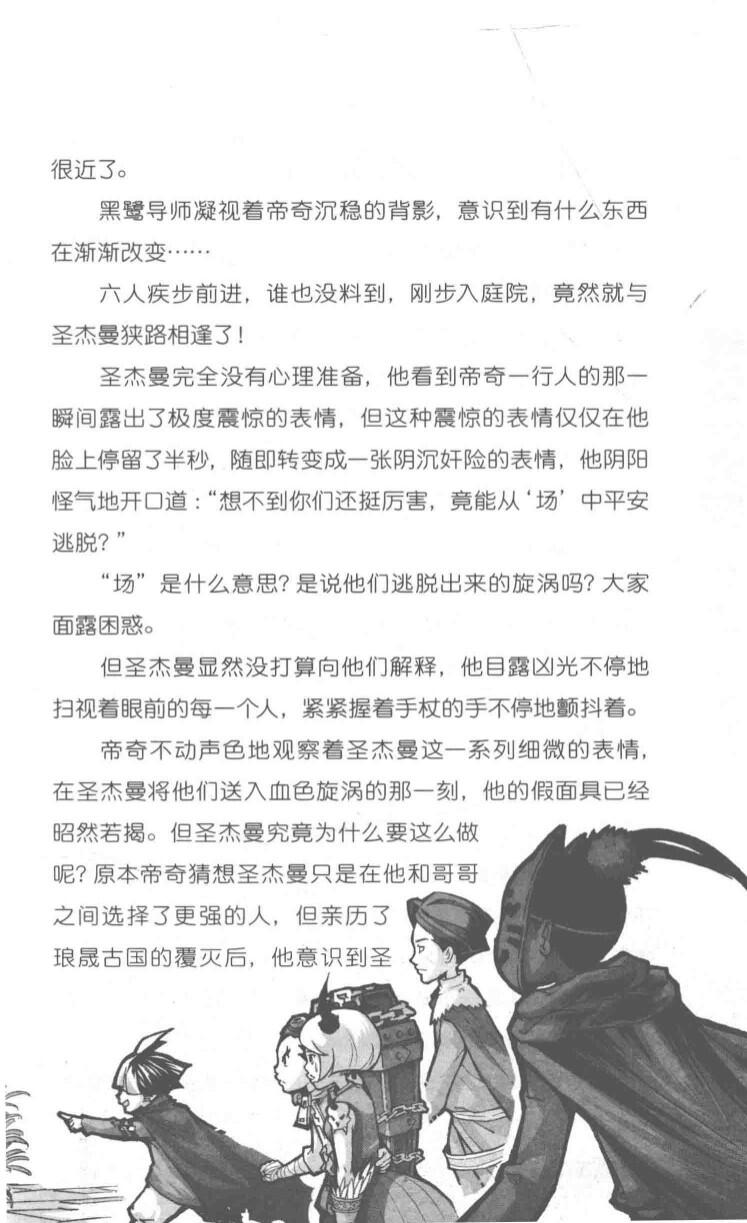 很近了。
黑鹭导师凝视着帝奇沉稳的背影，意识到有什么东西
在渐渐改变……
六人疾步前进，谁也没料到，刚步入庭院，竟然就与
圣杰曼狭路相逢了！
圣杰曼完全没有心理准备，他看到帝奇一行人的那一
瞬间露出了极度震惊的表情，但这种震惊的表情仅仅在他
脸上停留了半秒，随即转变成一张阴沉奸险的表情，他阴阳
怪气地开口道：“想不到你们还挺厉害，竟能从‘场’中平安
逃脱？”
“场”是什么意思？是说他们逃脱出来的旋涡吗？大家
面露困惑。
但圣杰曼显然没打算向他们解释，他目露凶光不停地
扫视着眼前的每一个人，紧紧握着手杖的手不停地颤抖着。
帝奇不动声色地观察着圣杰曼这一系列细微的表情，
在圣杰曼将他们送入血色旋涡的那一刻，他的假面具已经
昭然若揭。但圣杰曼究竟为什么要这么做
呢？原本帝奇猜想圣杰曼只是在他和哥哥
之间选择了更强的人，但亲历了
琅晟古国的覆灭后，他意识到圣